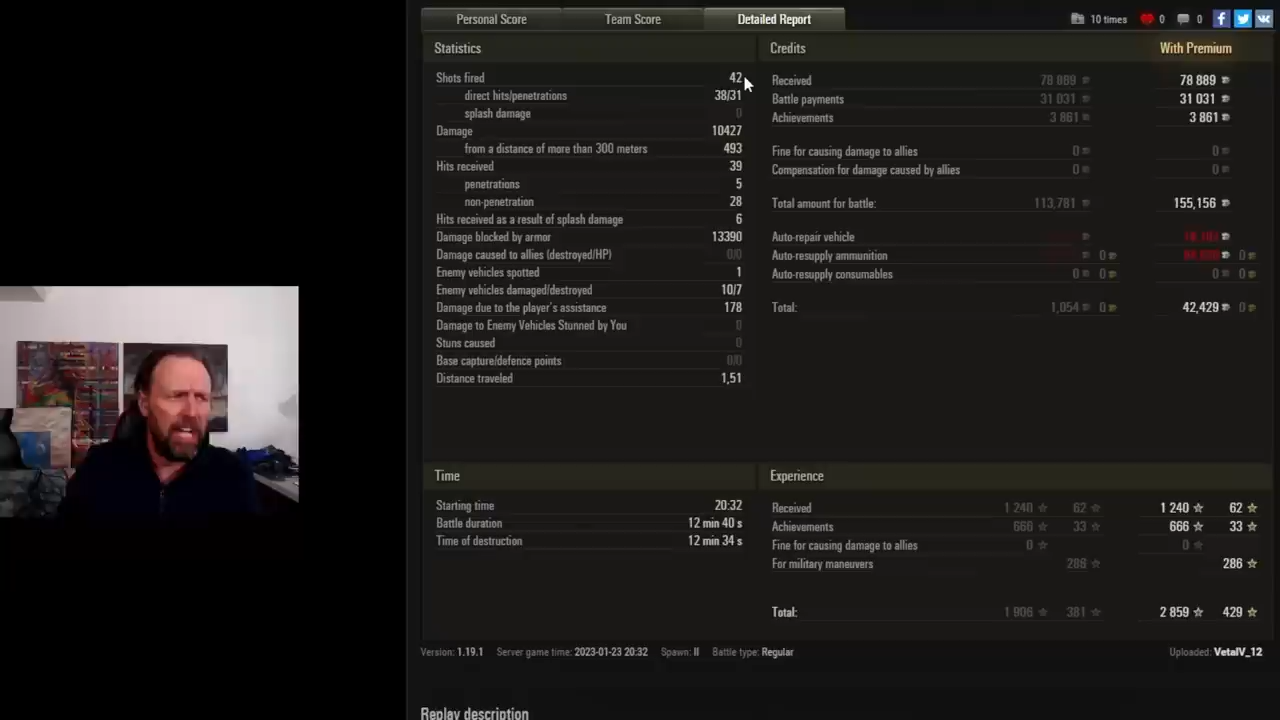 Personal Score Team Score Detailed Report 10 times 0 0
Statistics
Shots fired 42
direct hits/penetrations 38/31
splash damage 0
Damage 10427
from a distance of more than 300 meters 493
Hits received 39
penetrations 5
non-penetration 28
Hits received as a result of splash damage 6
Damage blocked by armor 13390
Damage caused to allies (destroyed/HP) 0/0
Enemy vehicles spotted 1
Enemy vehicles damaged/destroyed 10/7
Damage due to the player's assistance 178
Damage to Enemy Vehicles Stunned by You 0
Stuns caused 0
Base capture/defence points 0/0
Distance traveled 1,51
Credits With Premium
Received 78 889 78 889
Battle payments 31 031 31 031
Achievements 3 861 3 861
Fine for causing damage to allies 0 0
Compensation for damage caused by allies 0 0
Total amount for battle: 113,781 155,156
Auto-repair vehicle
Auto-resupply ammunition 0 0
Auto-resupply consumables 0 0 0 0
Total: 1,054 0 42,429 0
Time
Starting time 20:32
Battle duration 12 min 40 s
Time of destruction 12 min 34 s
Experience
Received 1 240 62 1 240 62
Achievements 666 33 666 33
Fine for causing damage to allies 0 0
For military maneuvers 286 286
Total: 1 906 381 2 859 429
Version: 1.19.1 Server game time: 2023-01-23 20:32 Spawn: II Battle type: Regular Uploaded: VetalV_12
Replay description